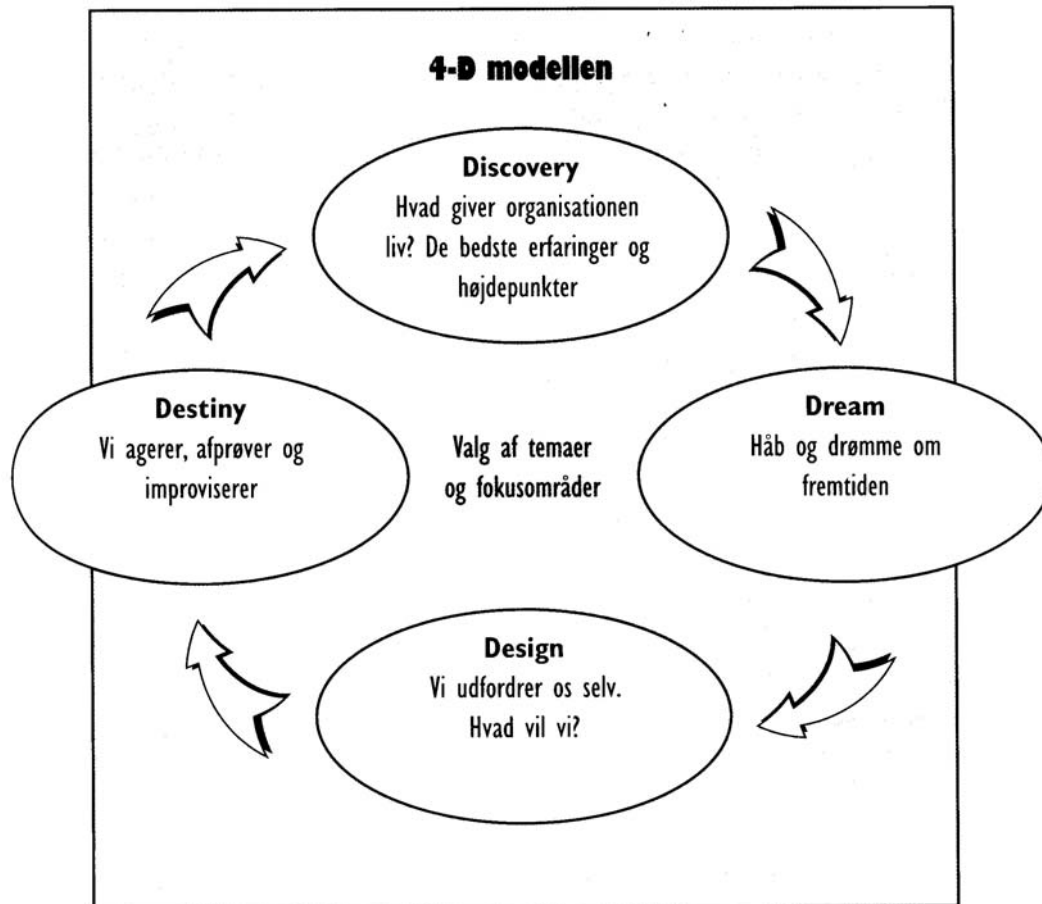 4-D modellen
Discovery
Hvad giver organisationen
liv? De bedste erfaringer og
højdepunkter
Destiny
Vi agerer, afprøver og
improviserer
Valg af temaer
og fokusområder
Dream
Håb og drømme om
fremtiden
Design
Vi udfordrer os selv.
Hvad vil vi?